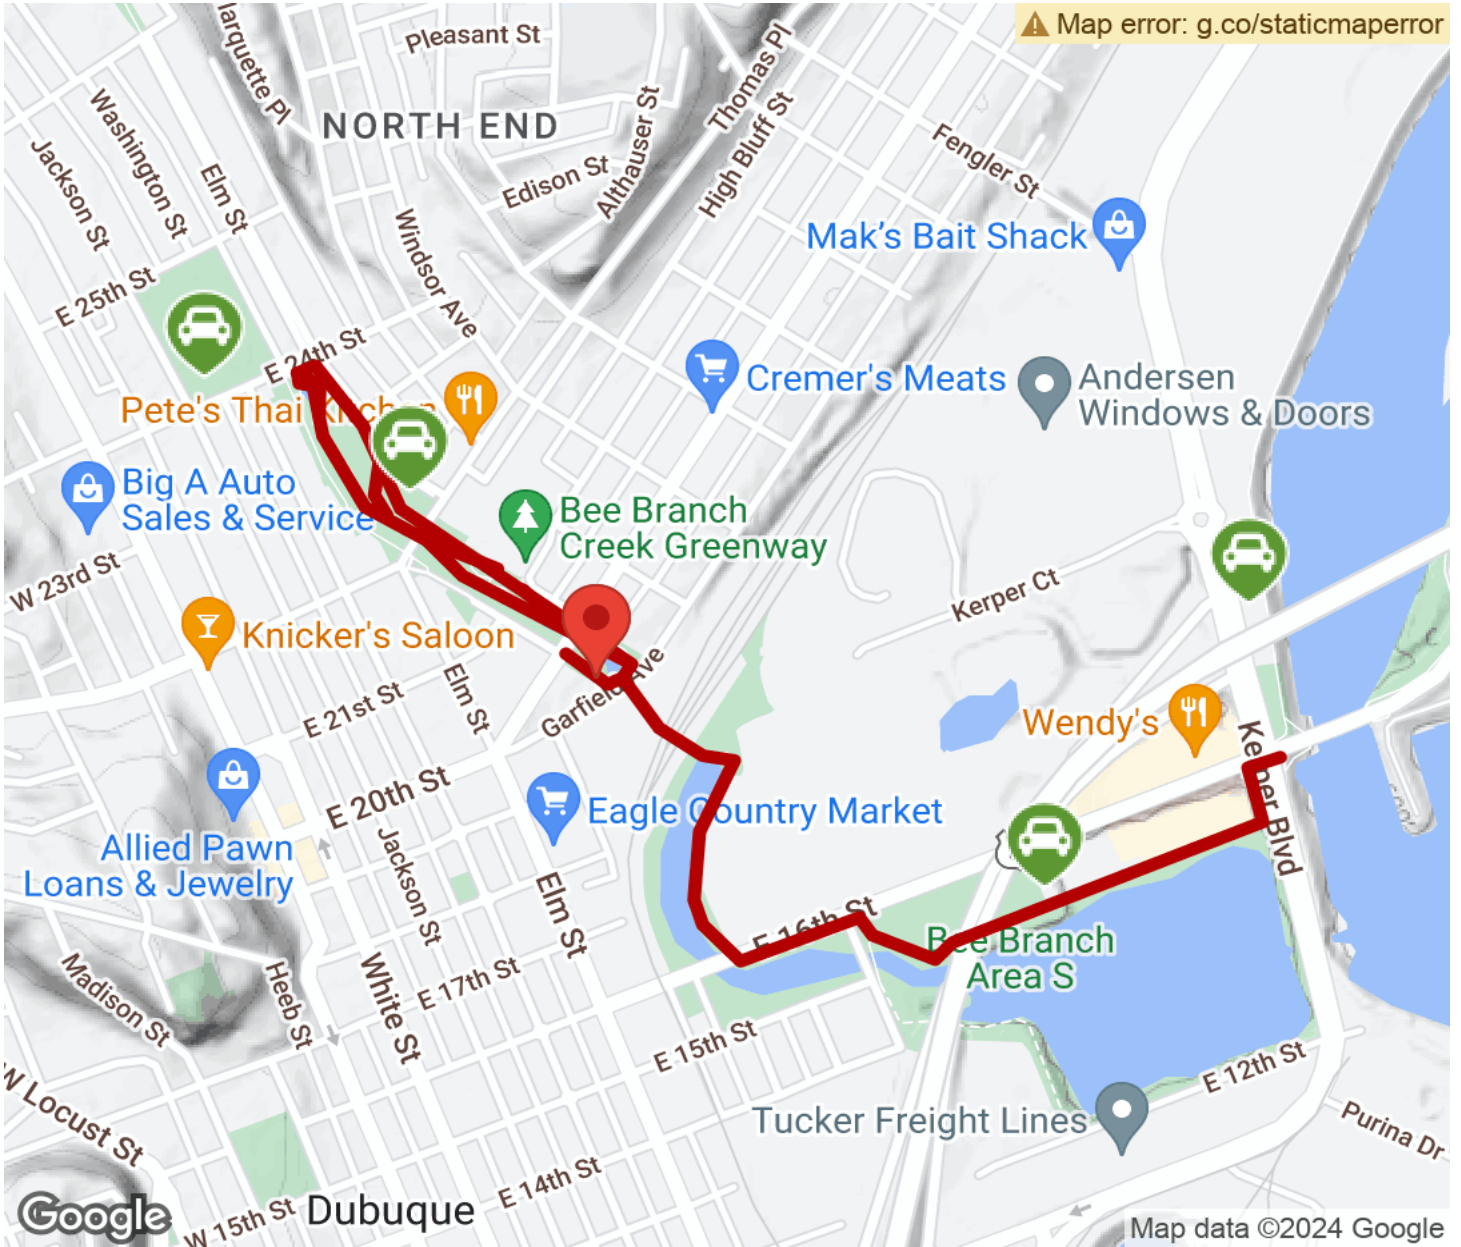 Map error: g.co/staticmaperror
Pleasant St
Marquette Pl
Thomas Pl
NORTH END
Washington St
Althauser St
High Bluff St
Fengler St
Jackson St
Elm St
Edison St
Mak's Bait Shack
Windsor Ave
E 25th St
E 24th St
Cremer's Meats
Andersen
Windows & Doors
Pete's Thai Kitchen
Big A Auto
Sales & Service
Bee Branch
Creek Greenway
W 23rd St
Kerper Ct
Knicker's Saloon
Garfield Ave
Elm St
E 21st St
Wendy's
Kerper Blvd
E 20th St
Eagle Country Market
Allied Pawn
Loans & Jewelry
Jackson St
Elm St
E 16th St
Bee Branch
Area S
Madison St
Heeb St
White St
E 17th St
E 15th St
E 12th St
W Locust St
Tucker Freight Lines
Purina Dr
E 14th St
Google
W 15th St
Dubuque
Map data ©2024 Google